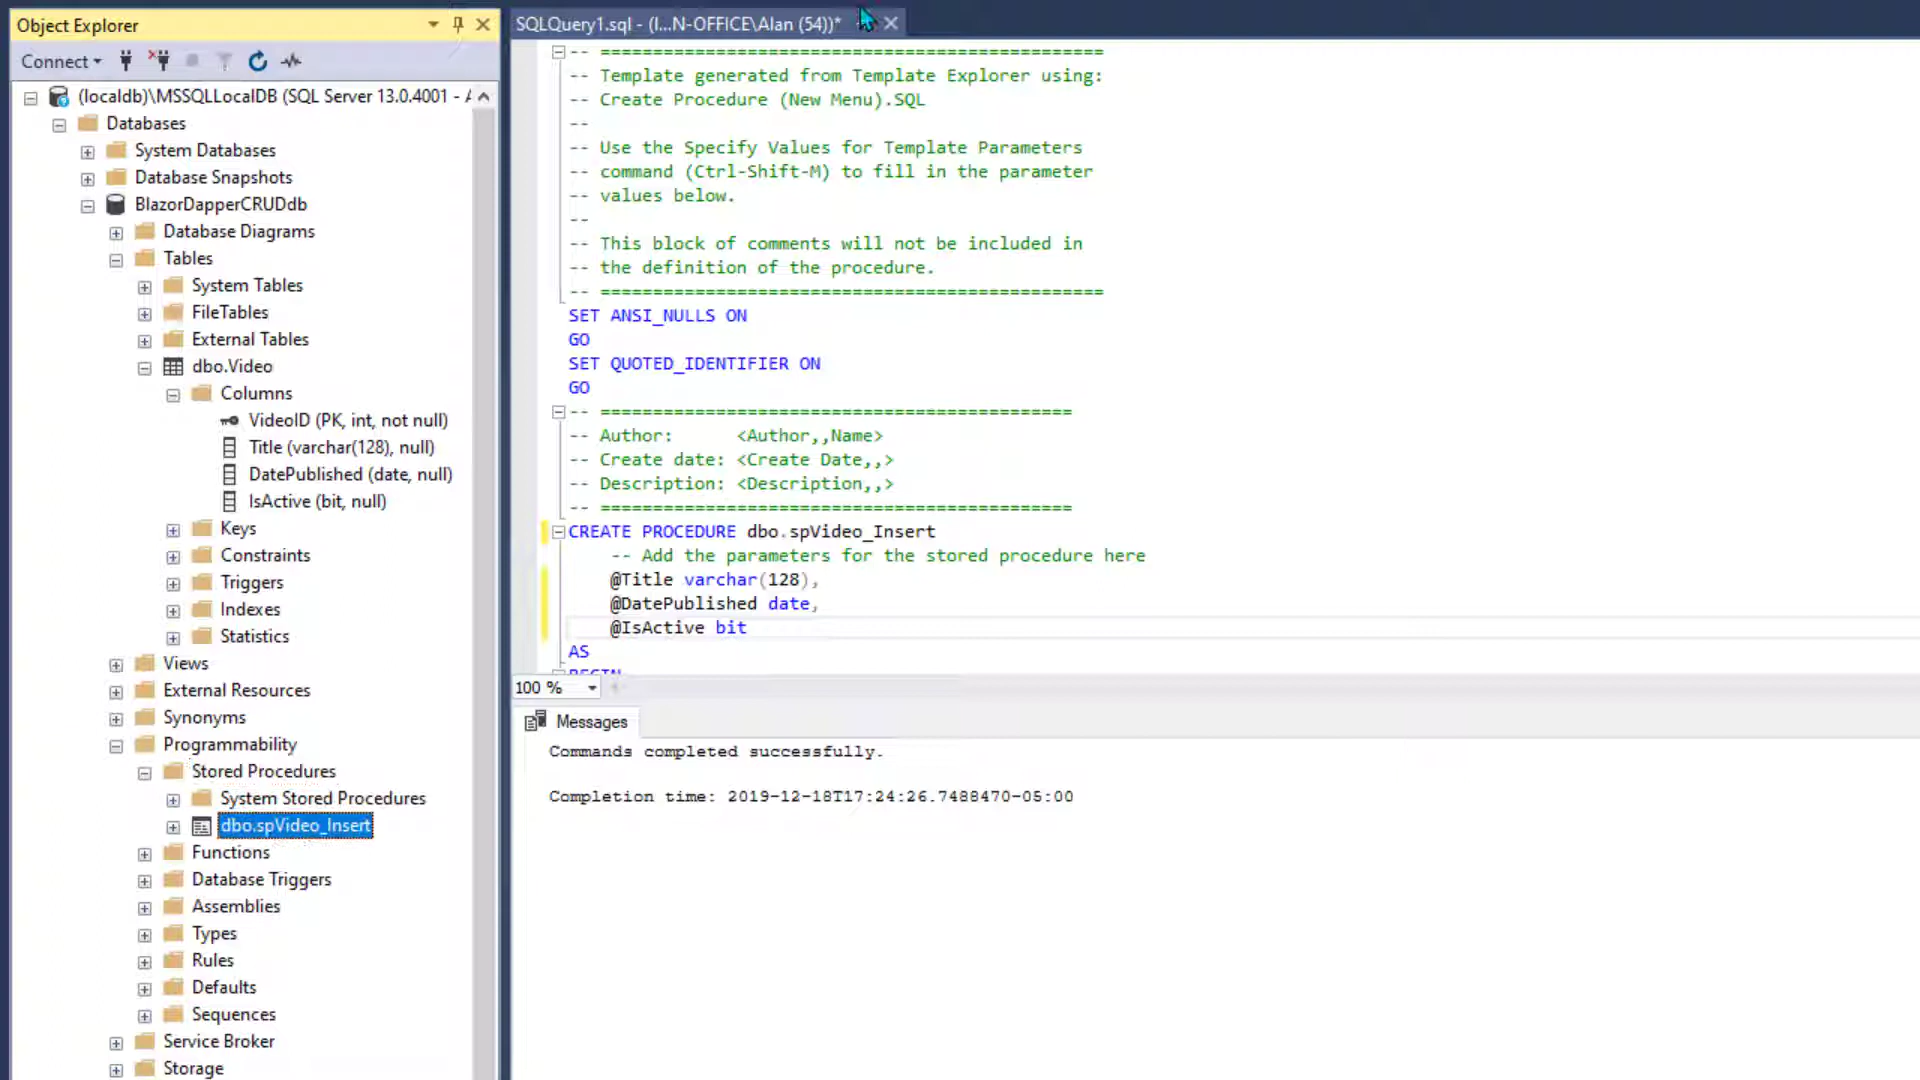 Object Explorer
Connect
(localdb)\MSSQLLocalDB (SQL Server 13.0.4001 -
Databases
System Databases
Database Snapshots
BlazorDapperCRUDdb
Database Diagrams
Tables
System Tables
FileTables
External Tables
dbo.Video
Columns
VideoID (PK, int, not null)
Title (varchar(128), null)
DatePublished (date, null)
IsActive (bit, null)
Keys
Constraints
Triggers
Indexes
Statistics
Views
External Resources
Synonyms
Programmability
Stored Procedures
System Stored Procedures
dbo.spVideo_Insert
Functions
Database Triggers
Assemblies
Types
Rules
Defaults
Sequences
Service Broker
Storage
SQLQuery1.sql - (l...N-OFFICE\Alan (54))*
-- ================================================
-- Template generated from Template Explorer using:
-- Create Procedure (New Menu).SQL
--
-- Use the Specify Values for Template Parameters
-- command (Ctrl-Shift-M) to fill in the parameter
-- values below.
--
-- This block of comments will not be included in
-- the definition of the procedure.
-- ================================================
SET ANSI_NULLS ON
GO
SET QUOTED_IDENTIFIER ON
GO
-- =============================================
-- Author: <Author,,Name>
-- Create date: <Create Date,,>
-- Description: <Description,,>
-- =============================================
CREATE PROCEDURE dbo.spVideo_Insert
-- Add the parameters for the stored procedure here
@Title varchar(128),
@DatePublished date,
@IsActive bit
AS
BEGIN
100 %
Messages
Commands completed successfully.
Completion time: 2019-12-18T17:24:26.7488470-05:00